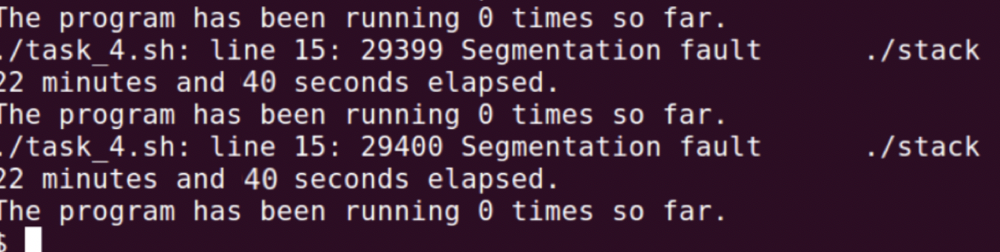 The program has been running 0 times so far.
./task_4.sh: line 15: 29399 Segmentation fault      ./stack
22 minutes and 40 seconds elapsed.
The program has been running 0 times so far.
./task_4.sh: line 15: 29400 Segmentation fault      ./stack
22 minutes and 40 seconds elapsed.
The program has been running 0 times so far.
$